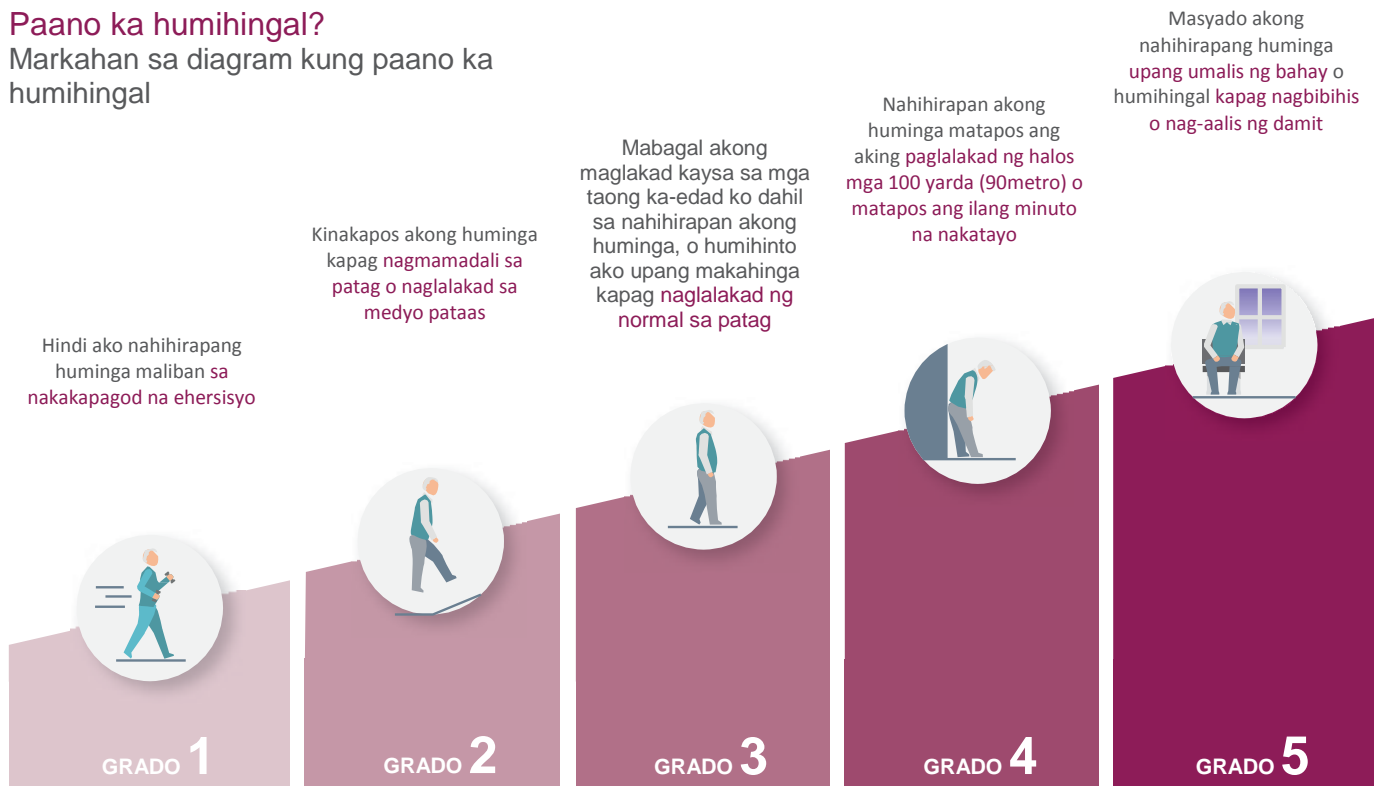 Paano ka humihingal?
Markahan sa diagram kung paano ka
humihingal
Hindi ako nahihirapang
huminga maliban sa
nakakapagod na ehersisyo
GRADO 1
Kinakapos akong huminga
kapag nagmamadali sa
patag o naglalakad sa
medyo pataas
GRADO 2
Mabagal akong
maglakad kaysa sa mga
taong ka-edad ko dahil
sa nahihirapan akong
huminga, o humihinto
ako upang makahinga
kapag naglalakad ng
normal sa patag
GRADO 3
Nahihirapan akong
huminga matapos ang
aking paglalakad ng halos
mga 100 yarda (90metro) o
matapos ang ilang minuto
na nakatayo
GRADO 4
Masyado akong
nahihirapang huminga
upang umalis ng bahay o
humihingal kapag nagbibihis
o nag-aalis ng damit
GRADO 5